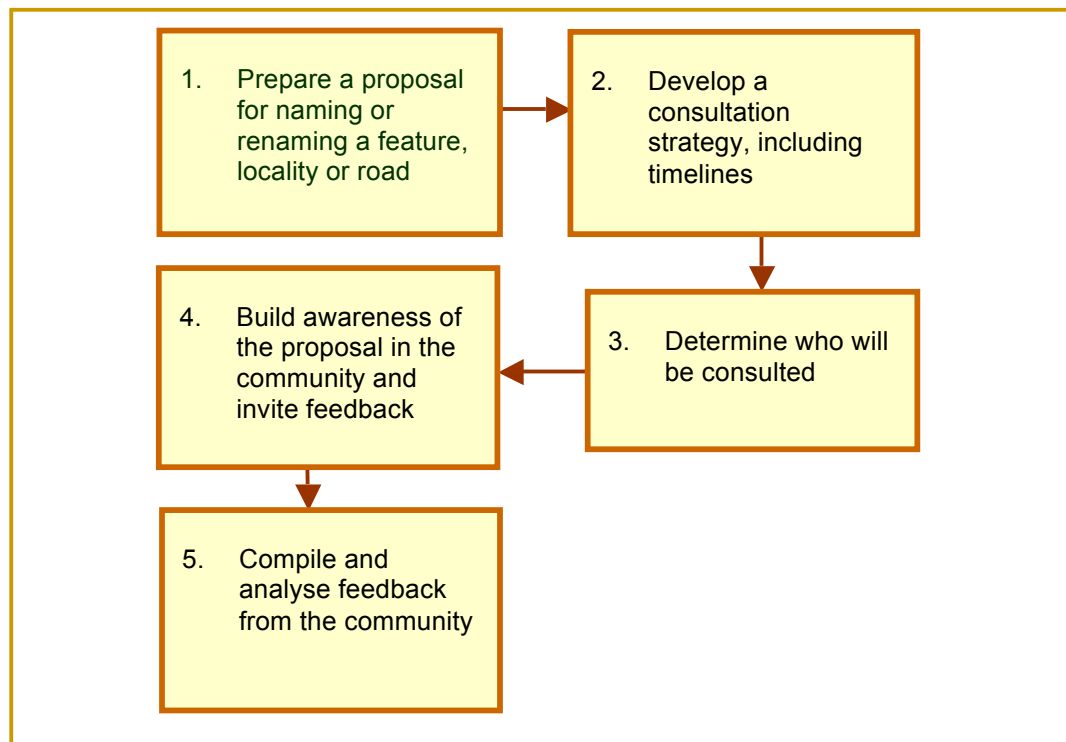 1. Prepare a proposal
for naming or
renaming a feature,
locality or road
2. Develop a
consultation
strategy, including
timelines
3. Determine who will
be consulted
4. Build awareness of
the proposal in the
community and
invite feedback
5. Compile and
analyse feedback
from the community